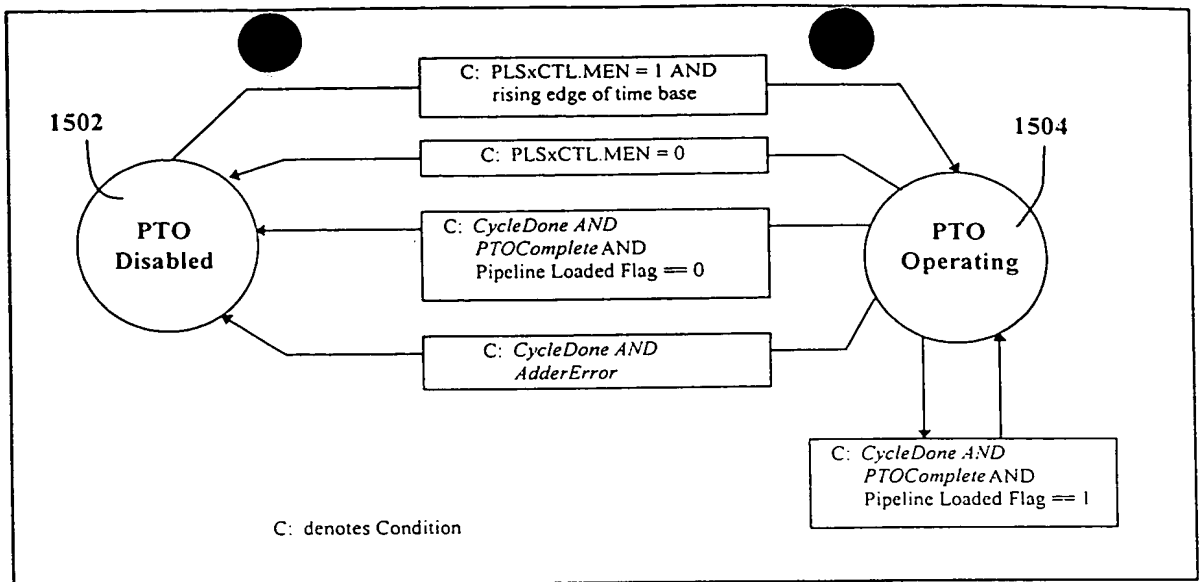 C: PLSxCTL.MEN = 1 AND
rising edge of time base
1502
1504
C: PLSxCTL.MEN = 0
PTO
Disabled
C: CycleDone AND
PTOComplete AND
Pipeline Loaded Flag == 0
PTO
Operating
C: CycleDone AND
AdderError
C: CycleDone AND
PTOComplete AND
Pipeline Loaded Flag == 1
C: denotes Condition